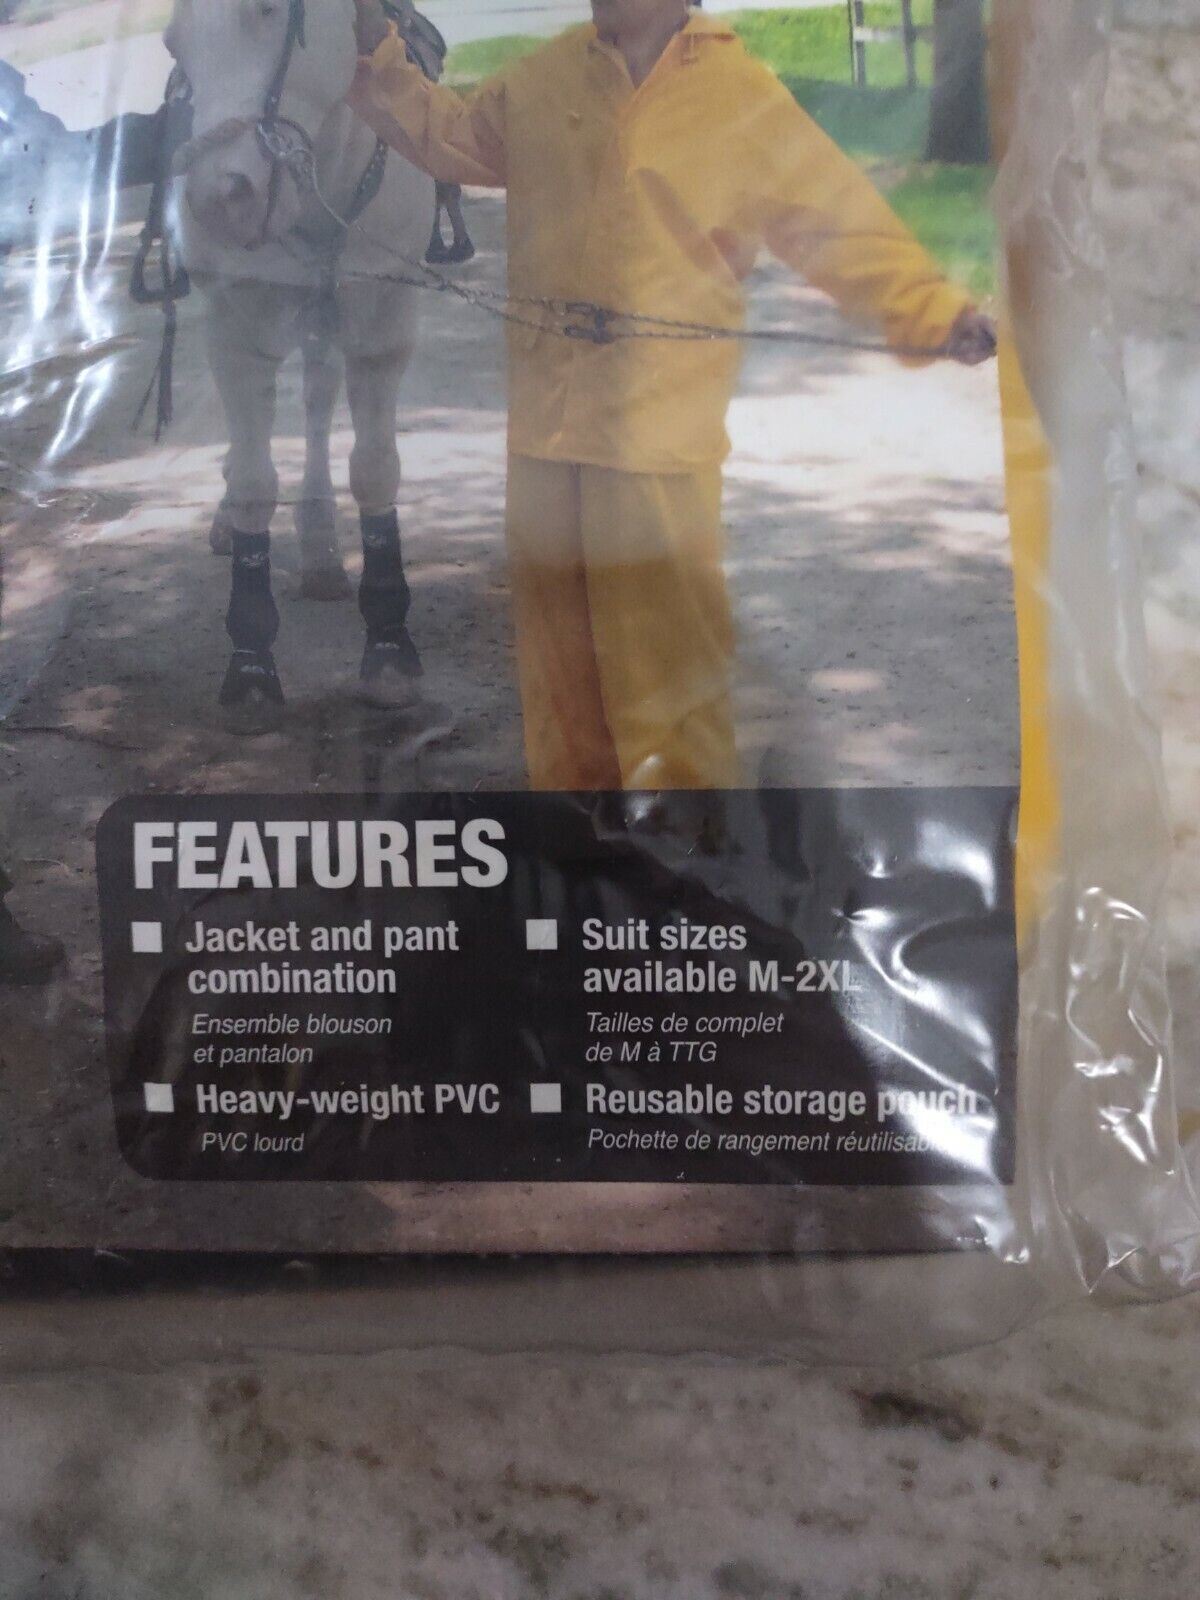 FEATURES
Jacket and pant
combination
Ensemble blouson
et pantalon
Heavy-weight PVC
PVC lourd
Suit sizes
available M-2XL
Tailles de complet
de M à TTG
Reusable storage pouch
Pochette de rangement